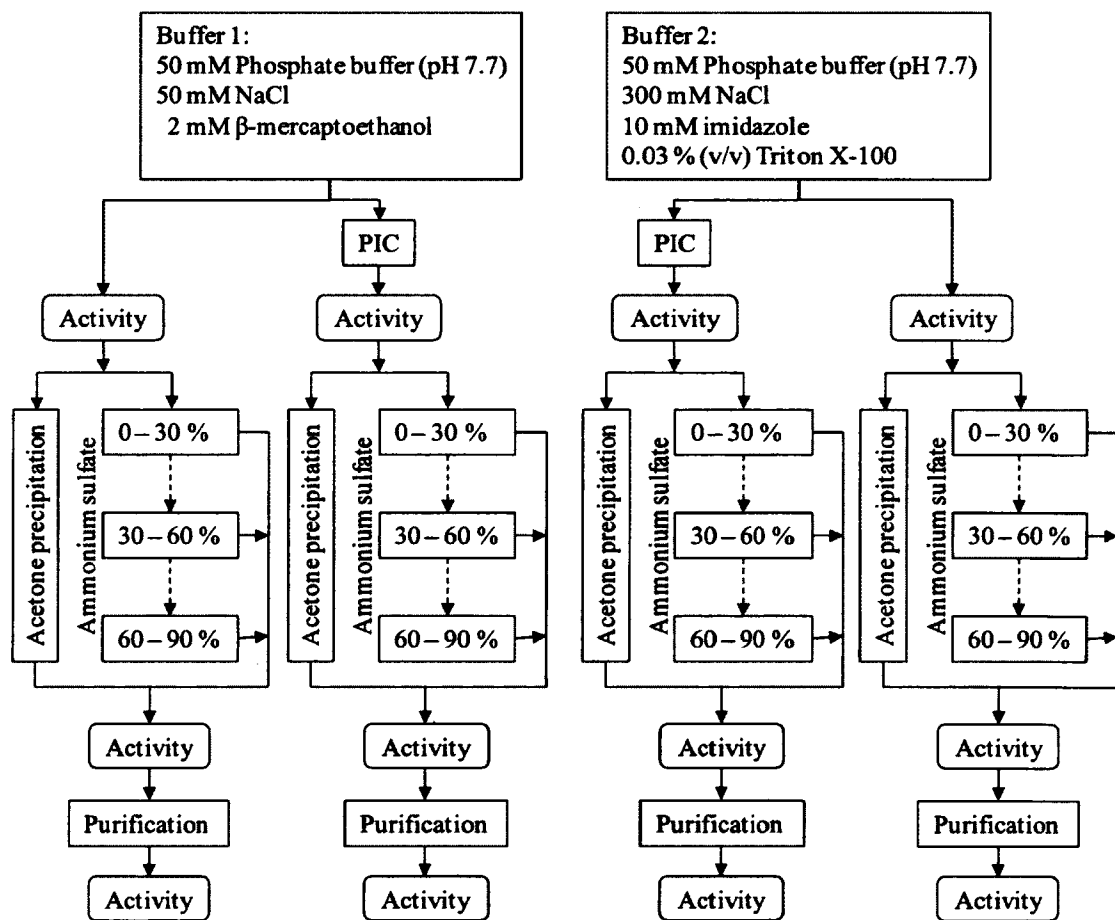 Buffer 1:
50 mM Phosphate buffer (pH 7.7)
50 mM NaCl
2 mM β-mercaptoethanol
Buffer 2:
50 mM Phosphate buffer (pH 7.7)
300 mM NaCl
10 mM imidazole
0.03 % (v/v) Triton X-100
PIC
PIC
Activity
Activity
Activity
Activity
Acetone precipitation
Ammonium sulfate
0 – 30 %
30 – 60 %
60 – 90 %
Acetone precipitation
Ammonium sulfate
0 – 30 %
30 – 60 %
60 – 90 %
Acetone precipitation
Ammonium sulfate
0 – 30 %
30 – 60 %
60 – 90 %
Acetone precipitation
Ammonium sulfate
0 – 30 %
30 – 60 %
60 – 90 %
Activity
Activity
Activity
Activity
Purification
Purification
Purification
Purification
Activity
Activity
Activity
Activity